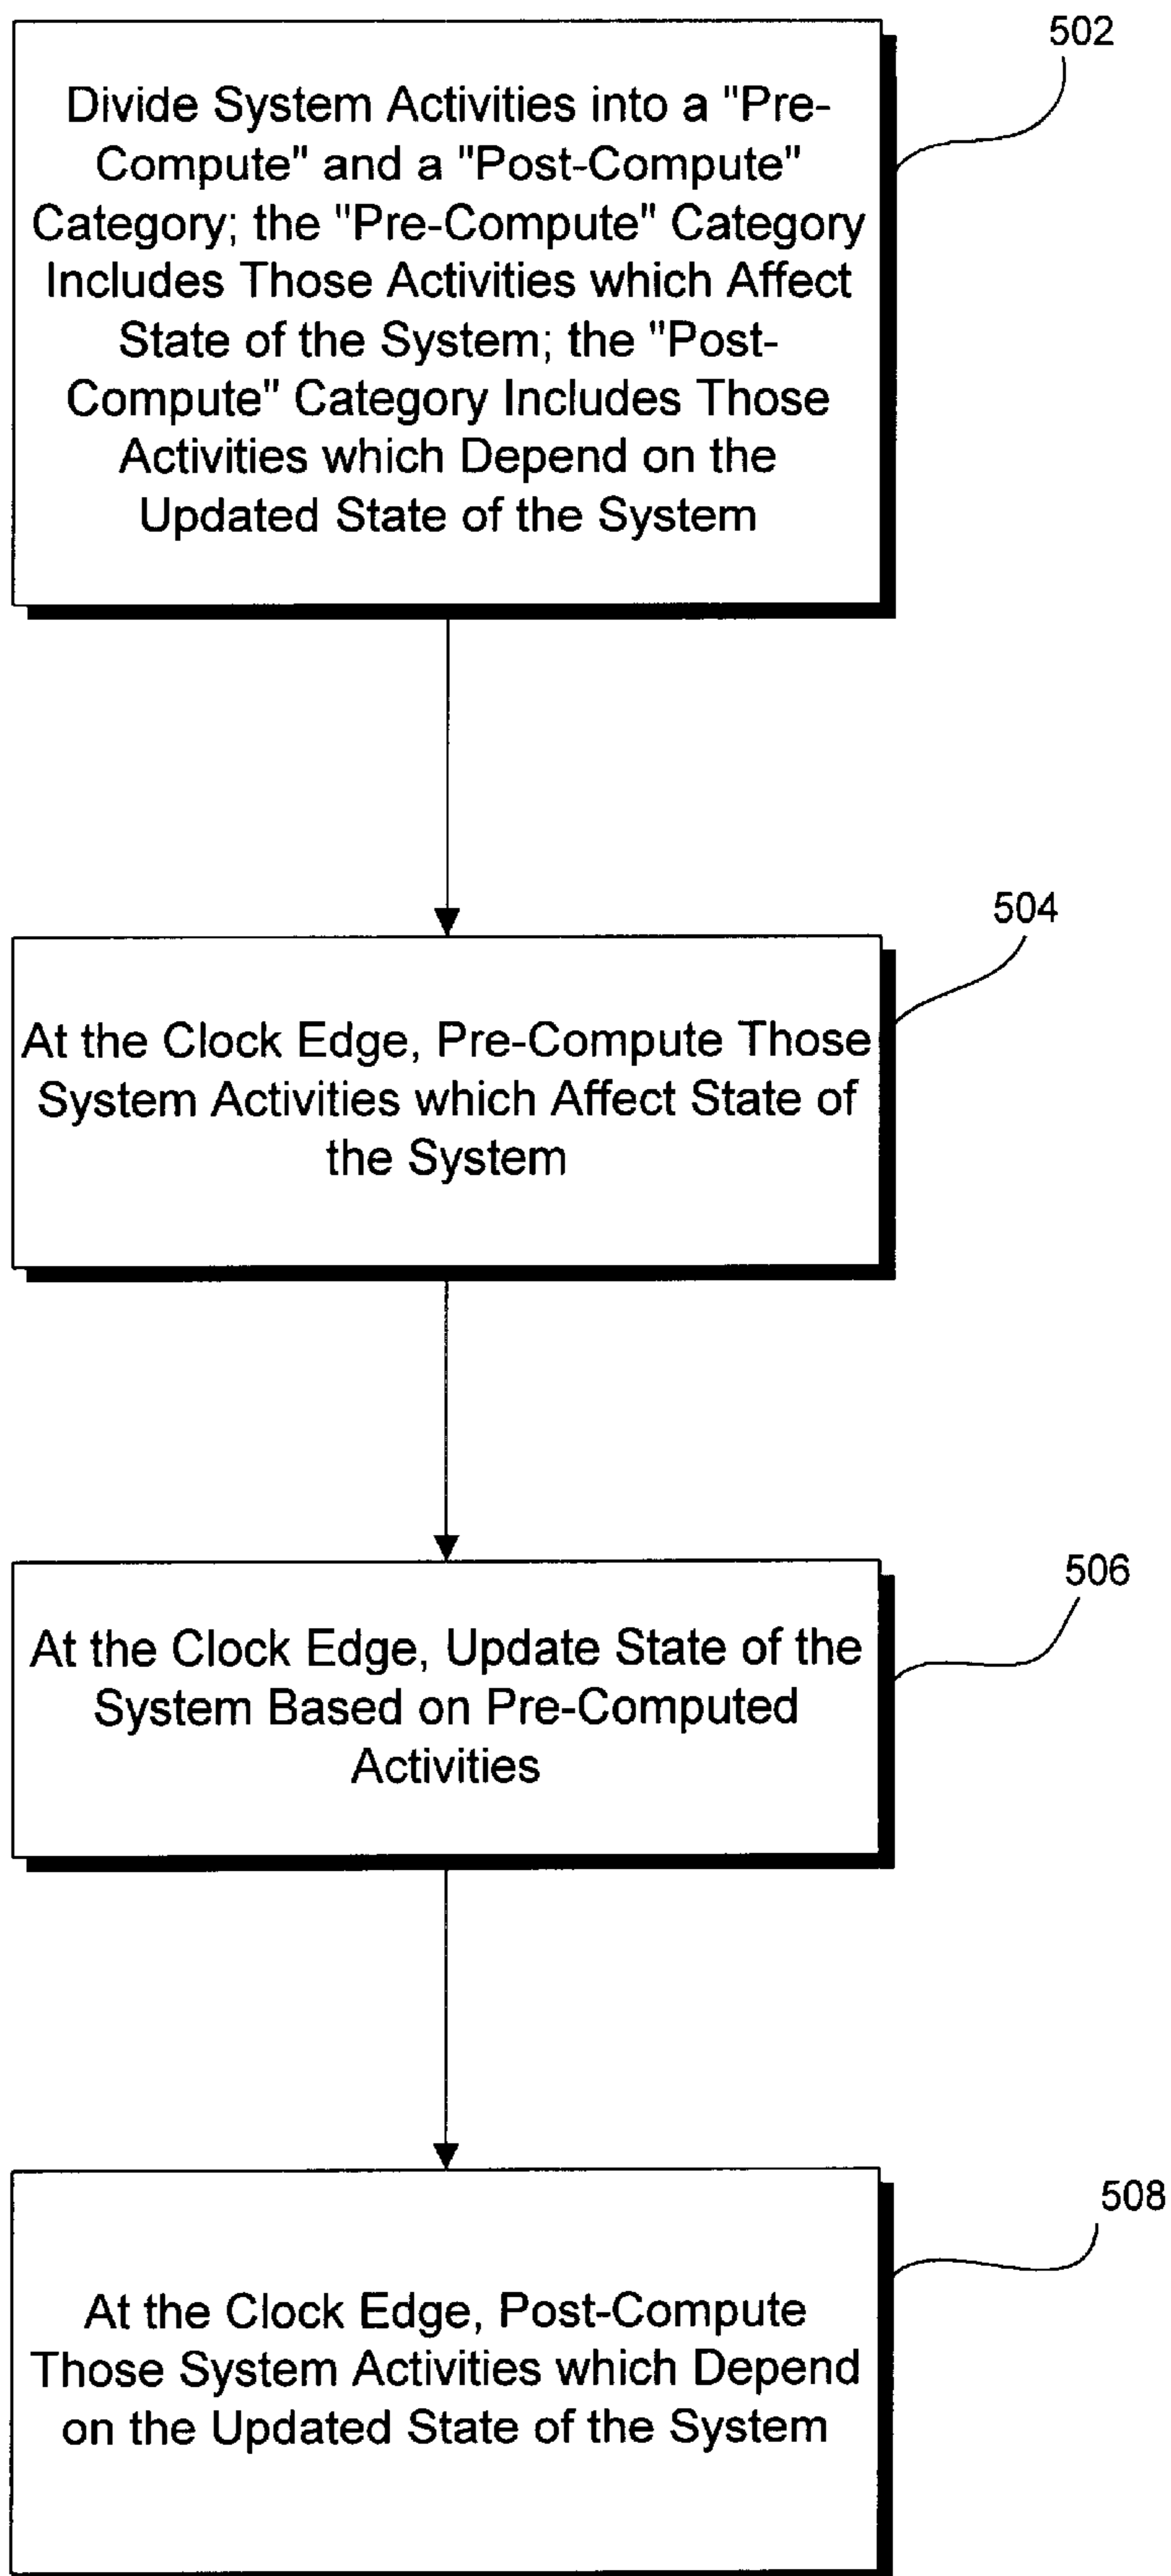 502
Divide System Activities into a "Pre-
Compute" and a "Post-Compute"
Category; the "Pre-Compute" Category
Includes Those Activities which Affect
State of the System; the "Post-
Compute" Category Includes Those
Activities which Depend on the
Updated State of the System
504
At the Clock Edge, Pre-Compute Those
System Activities which Affect State of
the System
506
At the Clock Edge, Update State of the
System Based on Pre-Computed
Activities
508
At the Clock Edge, Post-Compute
Those System Activities which Depend
on the Updated State of the System